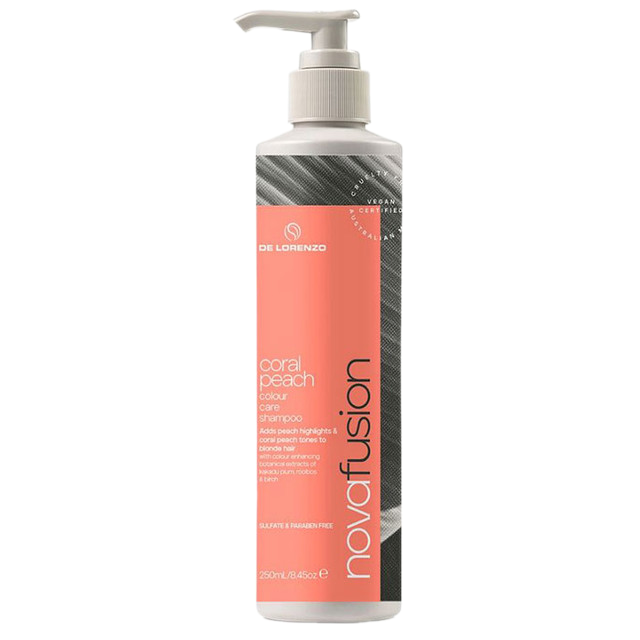 CRUELTY F
VEGAN
CERTIFIED
AUSTRALIAN M
DE LORENZO
coral
peach
colour
care
shampoo
Adds peach highlights &
coral peach tones to
blonde hair
with colour enhancing
botanical extracts of
kakadu plum, rooibos
& birch
SULFATE & PARABEN FREE
250mL/8.45oz e
novafusion